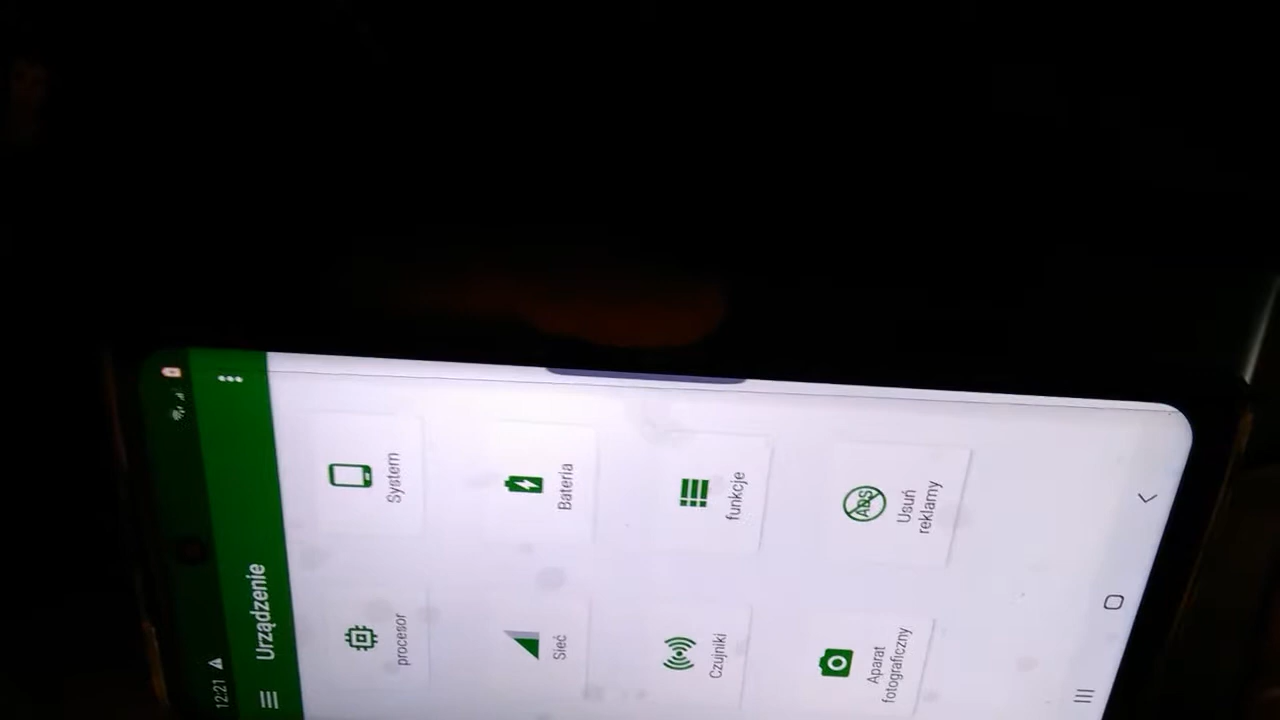 12:21
Urządzenie
procesor
System
Sieć
Bateria
Czujniki
funkcje
Aparat
fotograficzny
ADS
Usuń
reklamy